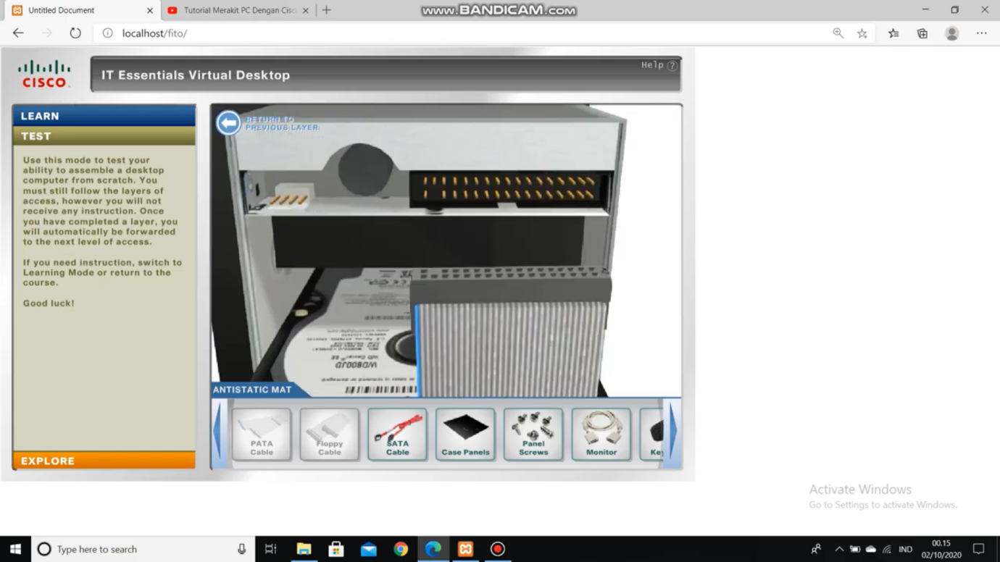 Untitled Document
Tutorial Merakit PC Dengan Cisc
www.BANDICAM.com
localhost/fito/
CISCO
IT Essentials Virtual Desktop
Help ?
LEARN
TEST
Use this mode to test your
ability to assemble a desktop
computer from scratch. You
must still follow the layers of
access, however you will not
receive any instruction. Once
you have completed a layer, you
will automatically be forwarded
to the next level of access.
If you need instruction, switch to
Learning Mode or return to the
course.
Good luck!
EXPLORE
RETURN TO
PREVIOUS LAYER
WD800JD
WD Caviar SE
ANTISTATIC MAT
PATA
Cable
Floppy
Cable
SATA
Cable
Case Panels
Panel
Screws
Monitor
Key
Activate Windows
Go to Settings to activate Windows.
Type here to search
IND
00.15
02/10/2020